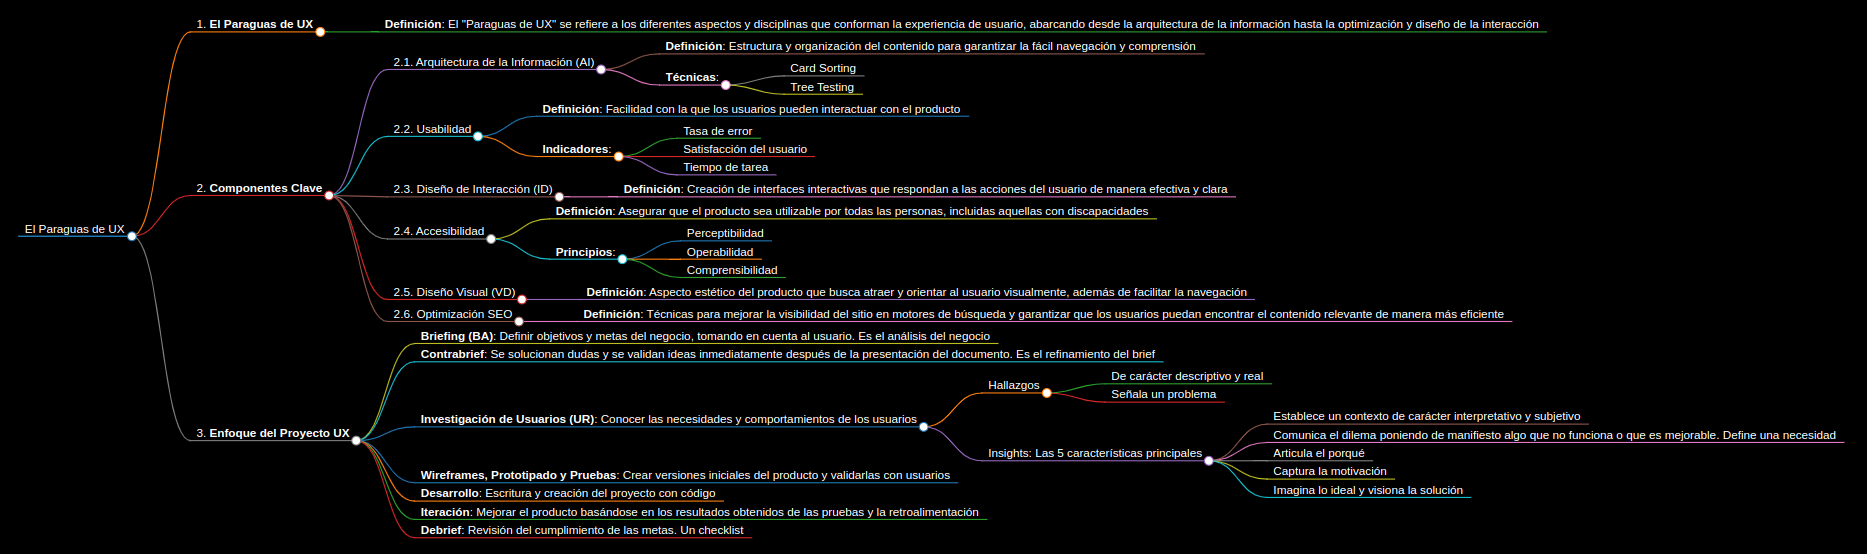 El Paraguas de UX
1. El Paraguas de UX
Definición: El "Paraguas de UX" se refiere a los diferentes aspectos y disciplinas que conforman la experiencia de usuario, abarcando desde la arquitectura de la información hasta la optimización y diseño de la interacción
2. Componentes Clave
2.1. Arquitectura de la Información (AI)
Definición: Estructura y organización del contenido para garantizar la fácil navegación y comprensión
Técnicas:
Card Sorting
Tree Testing
2.2. Usabilidad
Definición: Facilidad con la que los usuarios pueden interactuar con el producto
Indicadores:
Tasa de error
Satisfacción del usuario
Tiempo de tarea
2.3. Diseño de Interacción (ID)
Definición: Creación de interfaces interactivas que respondan a las acciones del usuario de manera efectiva y clara
2.4. Accesibilidad
Definición: Asegurar que el producto sea utilizable por todas las personas, incluidas aquellas con discapacidades
Principios:
Perceptibilidad
Operabilidad
Comprensibilidad
2.5. Diseño Visual (VD)
Definición: Aspecto estético del producto que busca atraer y orientar al usuario visualmente, además de facilitar la navegación
2.6. Optimización SEO
Definición: Técnicas para mejorar la visibilidad del sitio en motores de búsqueda y garantizar que los usuarios puedan encontrar el contenido relevante de manera más eficiente
3. Enfoque del Proyecto UX
Briefing (BA): Definir objetivos y metas del negocio, tomando en cuenta al usuario. Es el análisis del negocio
Contrabrief: Se solucionan dudas y se validan ideas inmediatamente después de la presentación del documento. Es el refinamiento del brief
Investigación de Usuarios (UR): Conocer las necesidades y comportamientos de los usuarios
Hallazgos
De carácter descriptivo y real
Señala un problema
Insights: Las 5 características principales
Establece un contexto de carácter interpretativo y subjetivo
Comunica el dilema poniendo de manifiesto algo que no funciona o que es mejorable. Define una necesidad
Articula el porqué
Captura la motivación
Imagina lo ideal y visiona la solución
Wireframes, Prototipado y Pruebas: Crear versiones iniciales del producto y validarlas con usuarios
Desarrollo: Escritura y creación del proyecto con código
Iteración: Mejorar el producto basándose en los resultados obtenidos de las pruebas y la retroalimentación
Debrief: Revisión del cumplimiento de las metas. Un checklist